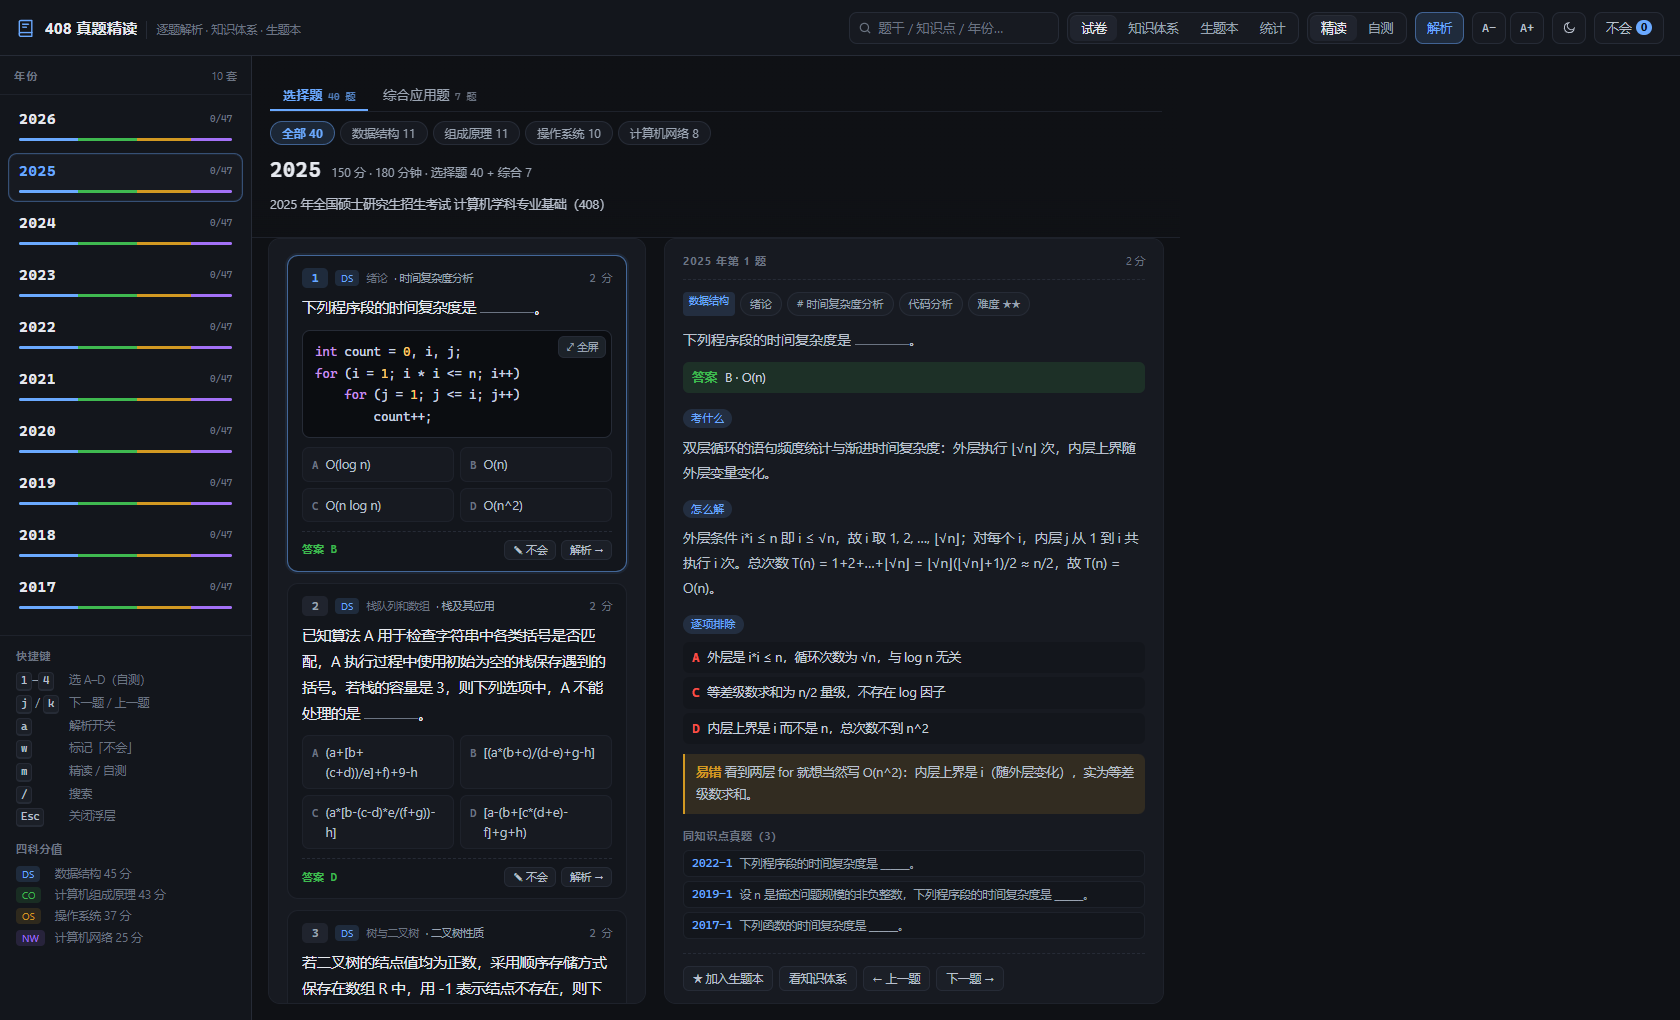 408 真题精读
逐题解析 · 知识体系 · 生题本
题干 / 知识点 / 年份...
试卷 知识体系 生题本 统计
精读 自测
解析
A−
A+
不会 0
年份 10 套
2026 0/47
2025 0/47
2024 0/47
2023 0/47
2022 0/47
2021 0/47
2020 0/47
2019 0/47
2018 0/47
2017 0/47
快捷键
1–4 选 A–D（自测）
j / k 下一题 / 上一题
a 解析开关
w 标记「不会」
m 精读 / 自测
/ 搜索
Esc 关闭浮层
四科分值
DS 数据结构 45 分
CO 计算机组成原理 43 分
OS 操作系统 37 分
NW 计算机网络 25 分
选择题 40 题 综合应用题 7 题
全部 40 数据结构 11 组成原理 11 操作系统 10 计算机网络 8
2025 150 分 · 180 分钟 · 选择题 40 + 综合 7
2025 年全国硕士研究生招生考试 计算机学科专业基础（408）
1 DS 绪论 · 时间复杂度分析 2 分
下列程序段的时间复杂度是 ______。
⤢ 全屏
int count = 0, i, j;
for (i = 1; i * i <= n; i++)
for (j = 1; j <= i; j++)
count++;
A O(log n) B O(n)
C O(n log n) D O(n^2)
答案 B ✎ 不会 解析 →
2 DS 栈队列和数组 · 栈及其应用 2 分
已知算法 A 用于检查字符串中各类括号是否匹
配，A 执行过程中使用初始为空的栈保存遇到的
括号。若栈的容量是 3，则下列选项中，A 不能
处理的是 ______。
A (a+[b+
(c+d))/e]+f)+9-h
B [(a*(b+c)/(d-e)+g-h]
C (a*[b-(c-d)*e/(f+g))-
h]
D [a-(b+[c*(d+e)-
f]+g+h)
答案 D ✎ 不会 解析 →
3 DS 树与二叉树 · 二叉树性质 2 分
若二叉树的结点值均为正数，采用顺序存储方式
保存在数组 R 中，用 -1 表示结点不存在，则下
2025 年第 1 题 2 分
数据结构 绪论 # 时间复杂度分析 代码分析 难度 ★★
下列程序段的时间复杂度是 ______。
答案 B · O(n)
考什么
双层循环的语句频度统计与渐进时间复杂度：外层执行 ⌊√n⌋ 次，内层上界随
外层变量变化。
怎么解
外层条件 i*i ≤ n 即 i ≤ √n，故 i 取 1, 2, …, ⌊√n⌋；对每个 i，内层 j 从 1 到 i 共
执行 i 次。总次数 T(n) = 1+2+…+⌊√n⌋ = ⌊√n⌋(⌊√n⌋+1)/2 ≈ n/2，故 T(n) =
O(n)。
逐项排除
A 外层是 i*i ≤ n，循环次数为 √n，与 log n 无关
C 等差级数求和为 n/2 量级，不存在 log 因子
D 内层上界是 i 而不是 n，总次数不到 n^2
易错 看到两层 for 就想当然写 O(n^2)：内层上界是 i（随外层变化），实为等差
级数求和。
同知识点真题（3）
2022-1 下列程序段的时间复杂度是 _____。
2019-1 设 n 是描述问题规模的非负整数，下列程序段的时间复杂度是 _____。
2017-1 下列函数的时间复杂度是 _____。
★ 加入生题本 看知识体系 ← 上一题 下一题 →